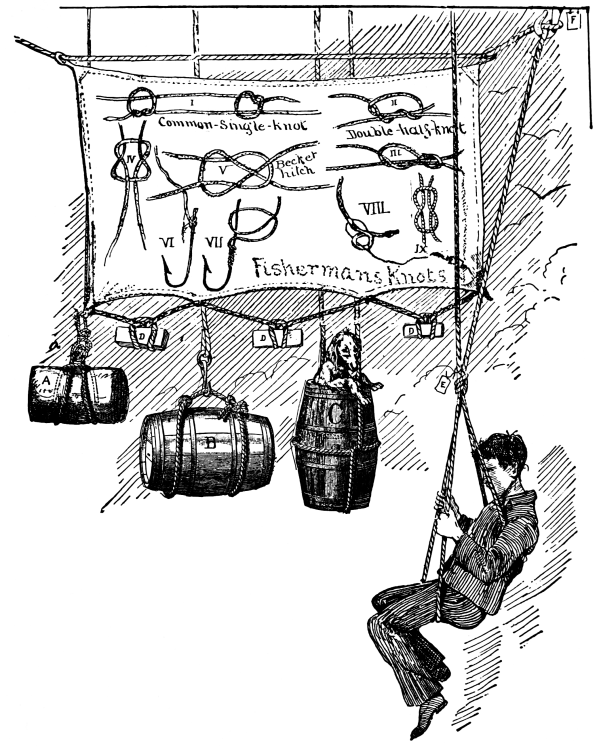 F
I
II
Common-Single-knot
Double-half-knot
IV
V
Becket
hitch
III
VI
VII
VIII.
IX
Fishermans Knots
D
D
D
A
B
C
E